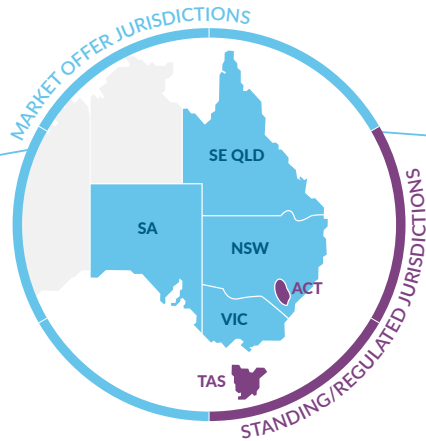 MARKET OFFER JURISDICTIONS
SE QLD
SA
NSW
ACT
VIC
TAS
STANDING/REGULATED JURISDICTIONS